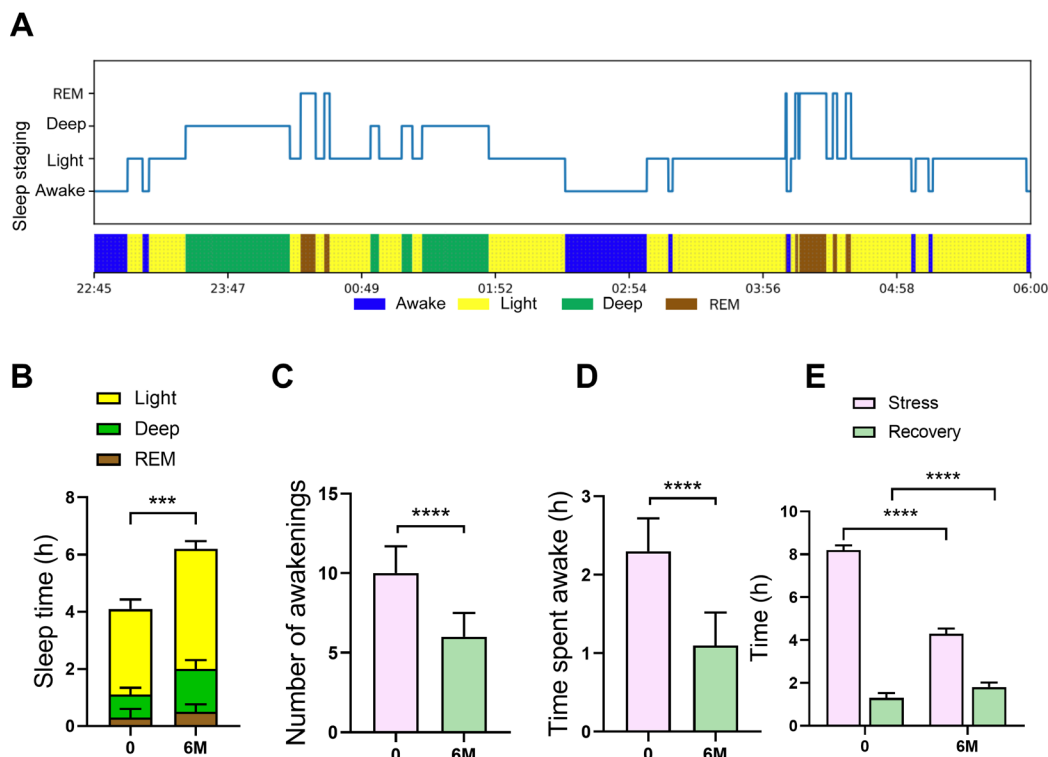 A
Sleep staging
REM
Deep
Light
Awake
22:45 23:47 00:49 01:52 02:54 03:56 04:58 06:00
Awake Light Deep REM
B
Light
Deep
REM
Sleep time (h)
8
6
4
2
0
***
0 6M
C
Number of awakenings
15
10
5
0
****
0 6M
D
Time spent awake (h)
3
2
1
0
****
0 6M
E
Stress
Recovery
Time (h)
10
8
6
4
2
0
****
****
0 6M